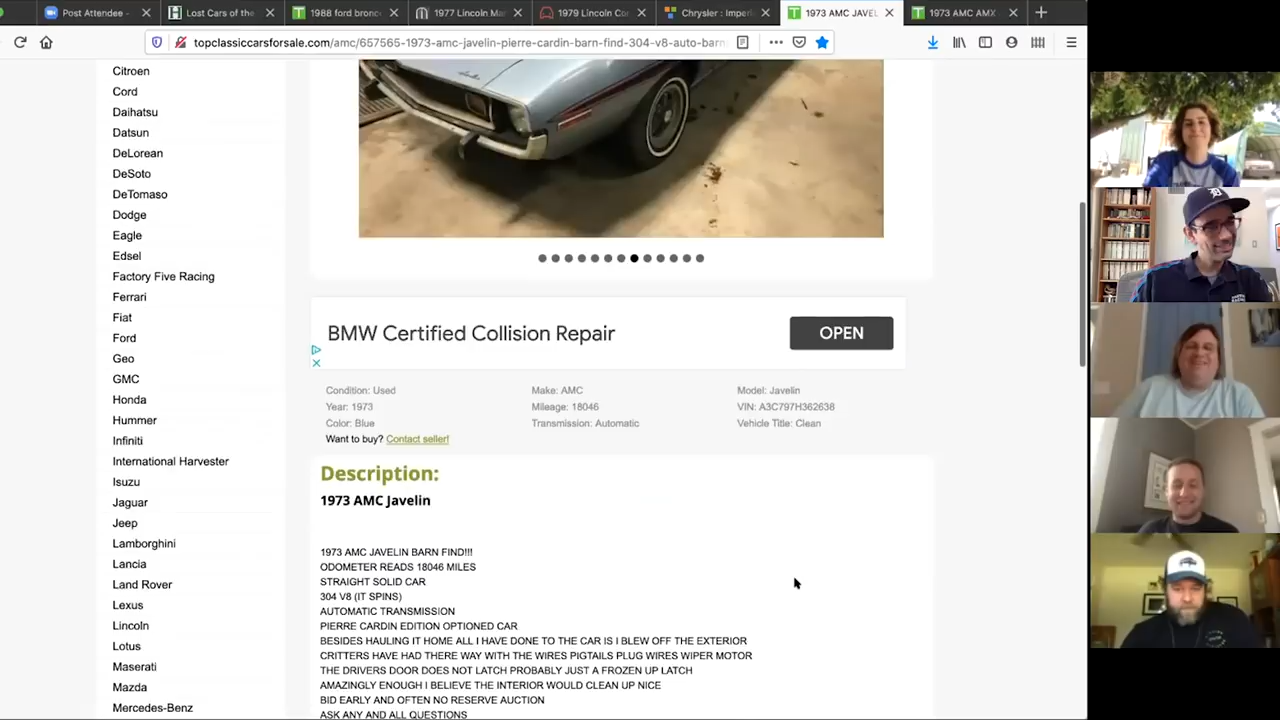 Post Attendee -
Lost Cars of the
1988 ford bronc
1977 Lincoln Mar
1979 Lincoln Con
Chrysler : Imperi
1973 AMC JAVEL
1973 AMC AMX
topclassiccarsforsale.com/amc/657565-1973-amc-javelin-pierre-cardin-barn-find-304-v8-auto-barn
Citroen
Cord
Daihatsu
Datsun
DeLorean
DeSoto
DeTomaso
Dodge
Eagle
Edsel
Factory Five Racing
Ferrari
Fiat
Ford
Geo
GMC
Honda
Hummer
Infiniti
International Harvester
Isuzu
Jaguar
Jeep
Lamborghini
Lancia
Land Rover
Lexus
Lincoln
Lotus
Maserati
Mazda
Mercedes-Benz
BMW Certified Collision Repair
OPEN
Condition: Used
Make: AMC
Model: Javelin
Year: 1973
Mileage: 18046
VIN: A3C797H362638
Color: Blue
Transmission: Automatic
Vehicle Title: Clean
Want to buy? Contact seller!
Description:
1973 AMC Javelin
1973 AMC JAVELIN BARN FIND!!!
ODOMETER READS 18046 MILES
STRAIGHT SOLID CAR
304 V8 (IT SPINS)
AUTOMATIC TRANSMISSION
PIERRE CARDIN EDITION OPTIONED CAR
BESIDES HAULING IT HOME ALL I HAVE DONE TO THE CAR IS I BLEW OFF THE EXTERIOR
CRITTERS HAVE HAD THERE WAY WITH THE WIRES PIGTAILS PLUG WIRES WIPER MOTOR
THE DRIVERS DOOR DOES NOT LATCH PROBABLY JUST A FROZEN UP LATCH
AMAZINGLY ENOUGH I BELIEVE THE INTERIOR WOULD CLEAN UP NICE
BID EARLY AND OFTEN NO RESERVE AUCTION
ASK ANY AND ALL QUESTIONS